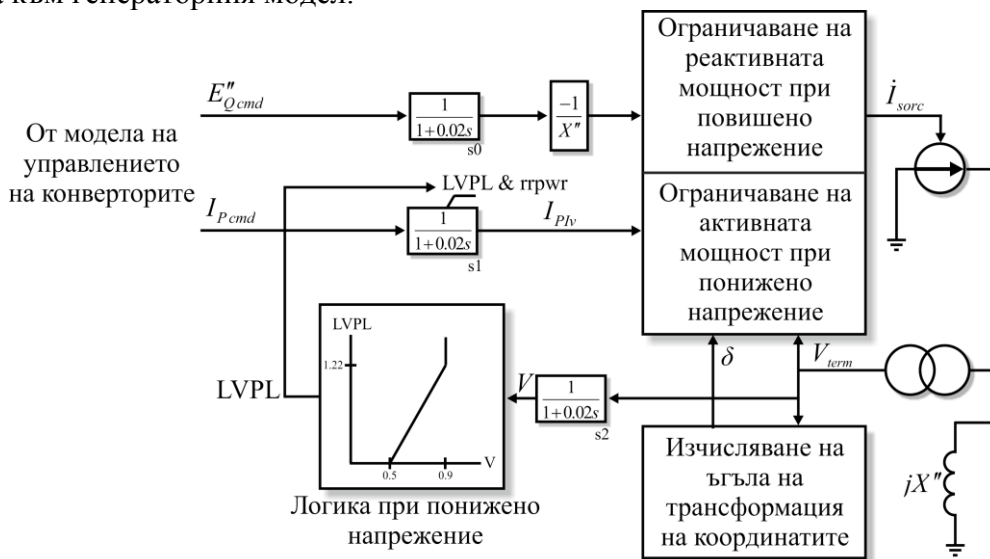 а към генераторния модел.
Ограничаване на
реактивната
мощност при
повишено
напрежение
E''Qcmd
1
1+0.02s
s0
-1
X''
İsorc
От модела на
управлението
на конверторите
LVPL & rrpwr
IPcmd
1
1+0.02s
s1
IPlv
Ограничаване на
активната
мощност при
понижено
напрежение
LVPL
1.22
0.5
0.9
V
LVPL
V
1
1+0.02s
s2
δ
Vterm
Логика при понижено
напрежение
Изчисляване на
ъгъла на
трансформация
на координатите
jX''